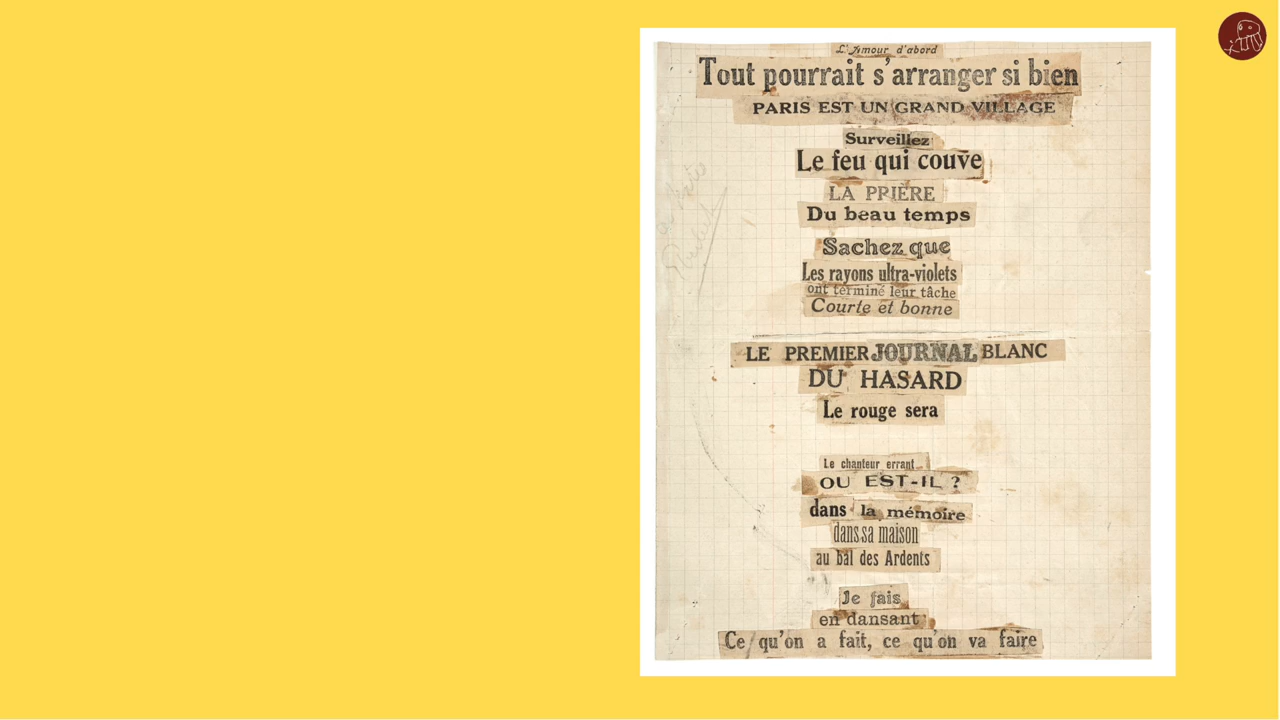 L'Amour d'abord
Tout pourrait s'arranger si bien
PARIS EST UN GRAND VILLAGE
Surveillez
Le feu qui couve
LA PRIÈRE
Du beau temps
Sachez que
Les rayons ultra-violets
ont terminé leur tâche
Courte et bonne
LE PREMIER JOURNAL BLANC
DU HASARD
Le rouge sera
Le chanteur errant
OU EST-IL ?
dans la mémoire
dans sa maison
au bal des Ardents
Je fais
en dansant
Ce qu'on a fait, ce qu'on va faire